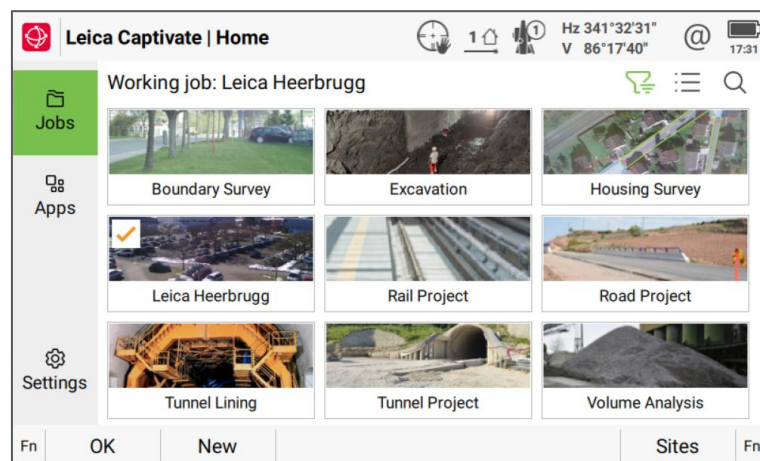 Leica Captivate | Home
1
1
Hz 341°32'31"
V 86°17'40"
@
17:31
Jobs
Apps
Settings
Working job: Leica Heerbrugg
Boundary Survey
Excavation
Housing Survey
Leica Heerbrugg
Rail Project
Road Project
Tunnel Lining
Tunnel Project
Volume Analysis
Fn
OK
New
Sites
Fn